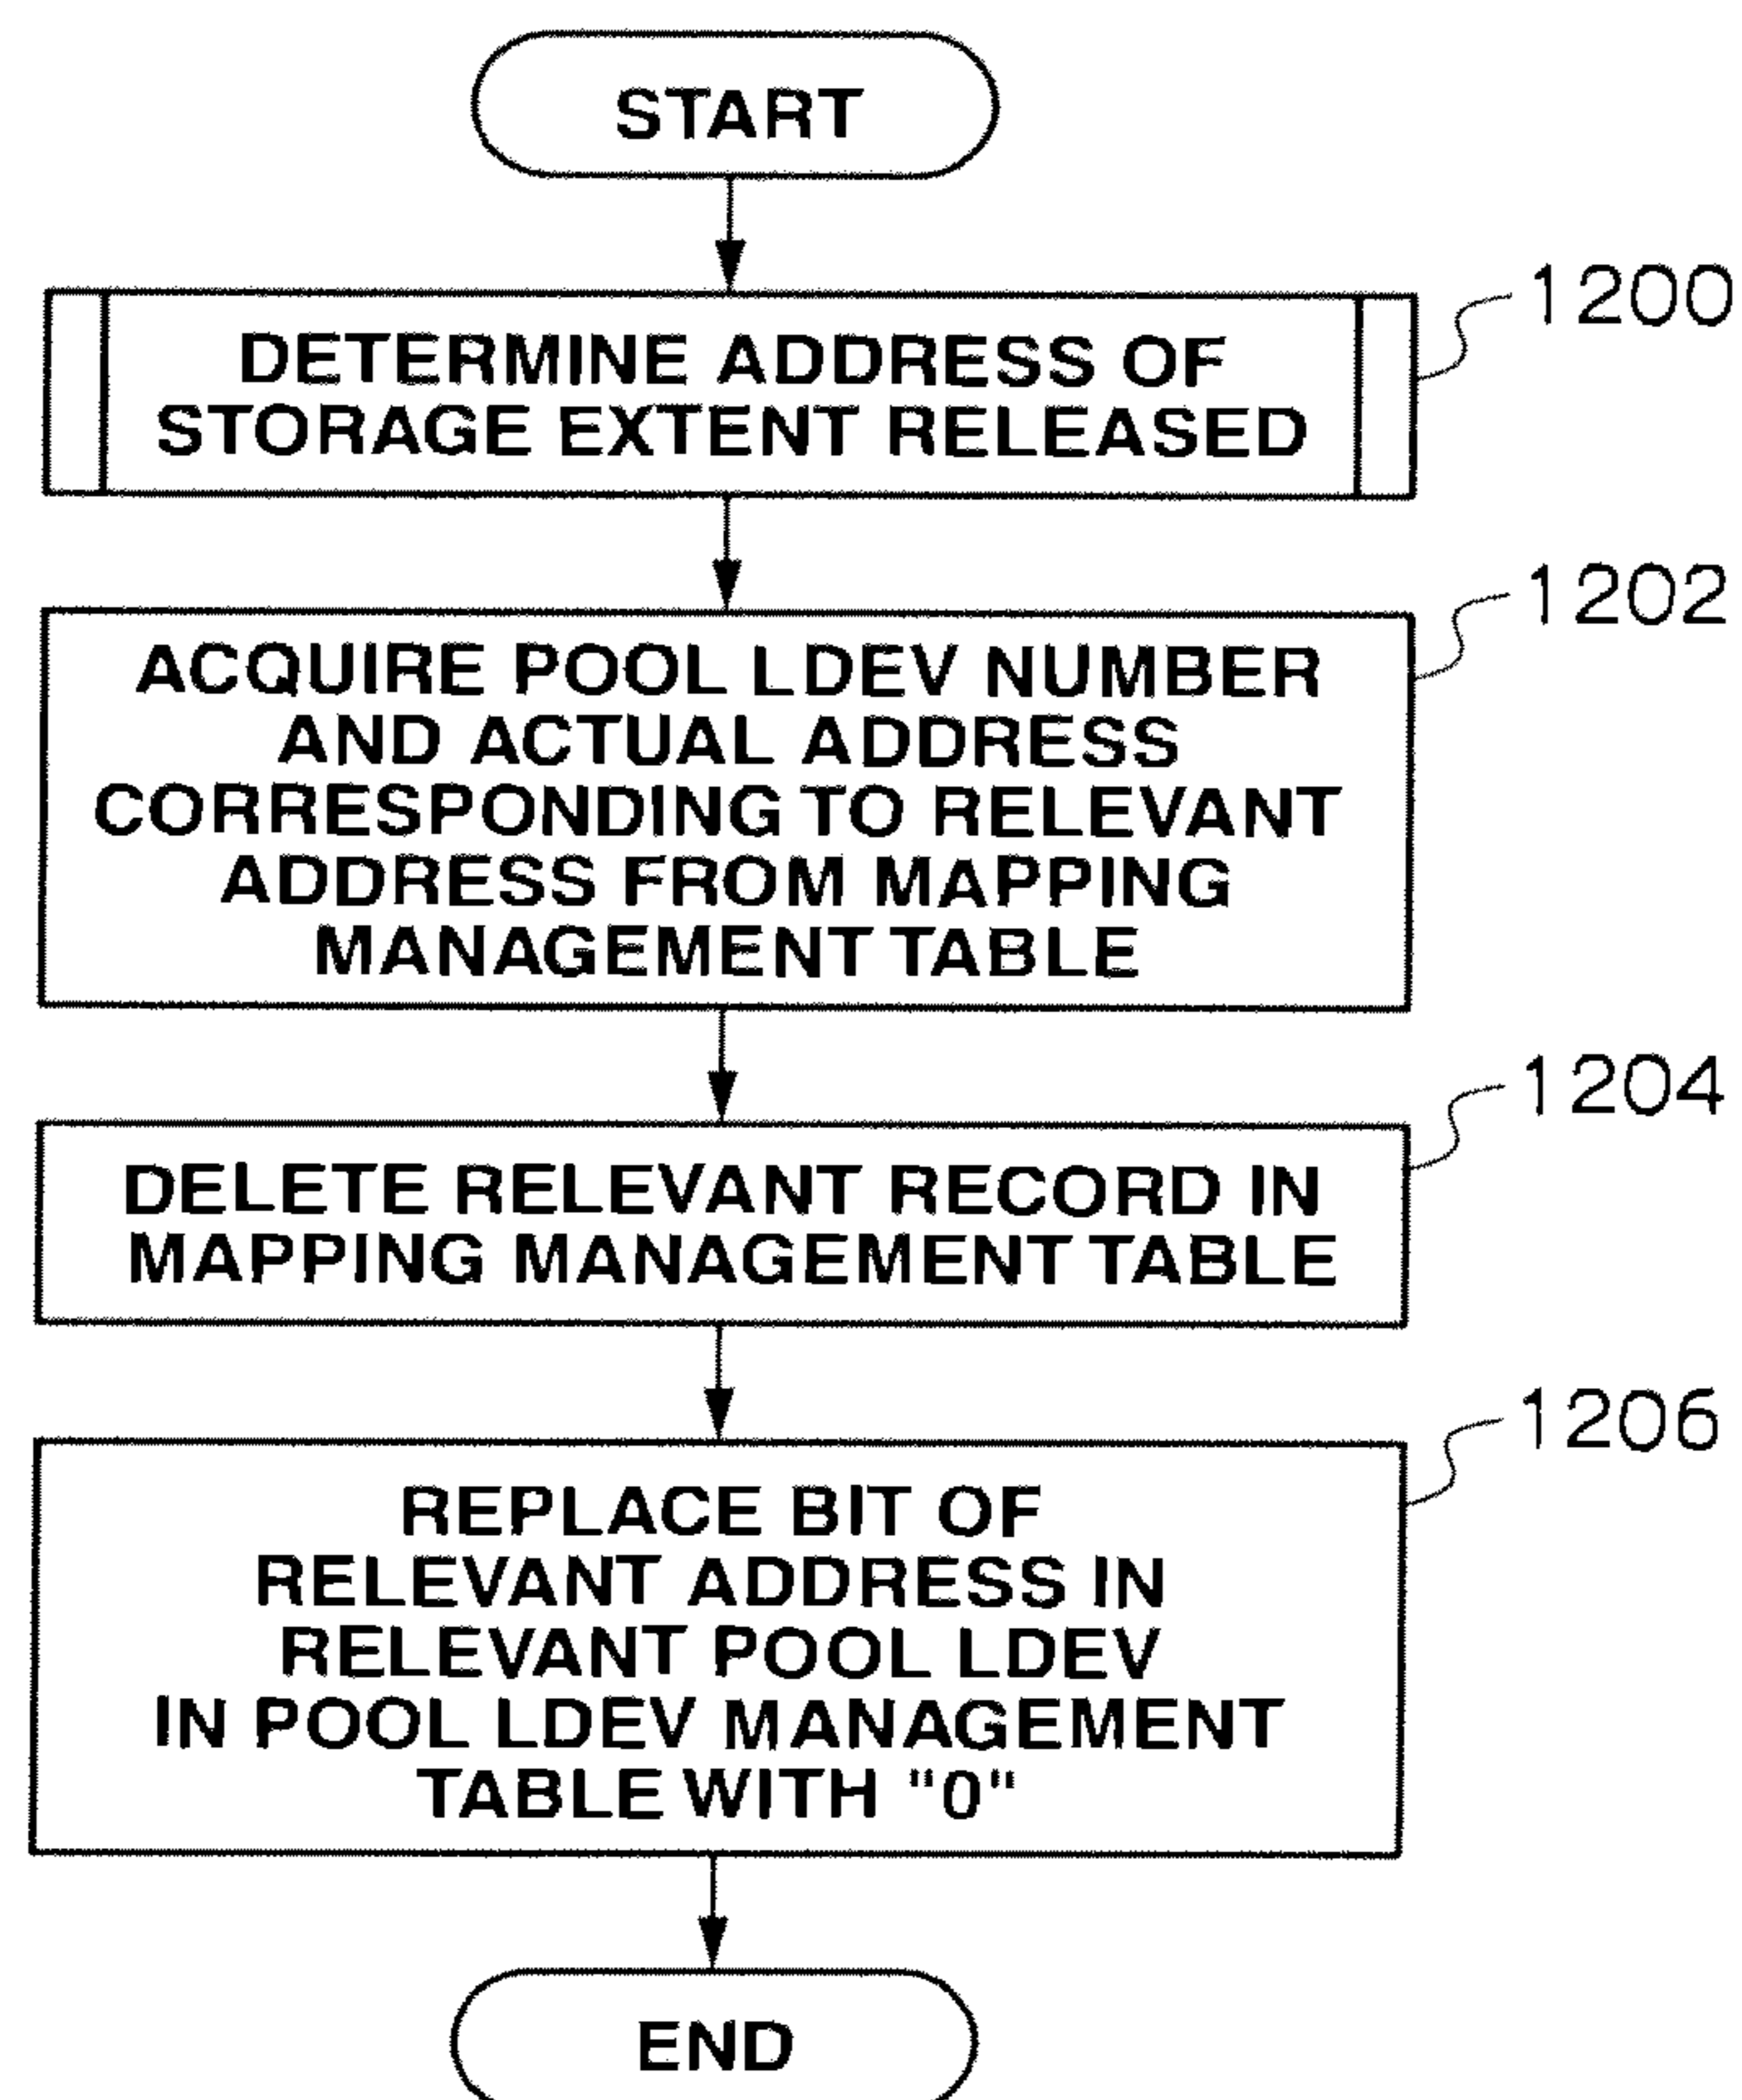 START
1200
DETERMINE ADDRESS OF
STORAGE EXTENT RELEASED
1202
ACQUIRE POOL LDEV NUMBER
AND ACTUAL ADDRESS
CORRESPONDING TO RELEVANT
ADDRESS FROM MAPPING
MANAGEMENT TABLE
1204
DELETE RELEVANT RECORD IN
MAPPING MANAGEMENT TABLE
1206
REPLACE BIT OF
RELEVANT ADDRESS IN
RELEVANT POOL LDEV
IN POOL LDEV MANAGEMENT
TABLE WITH "0"
END